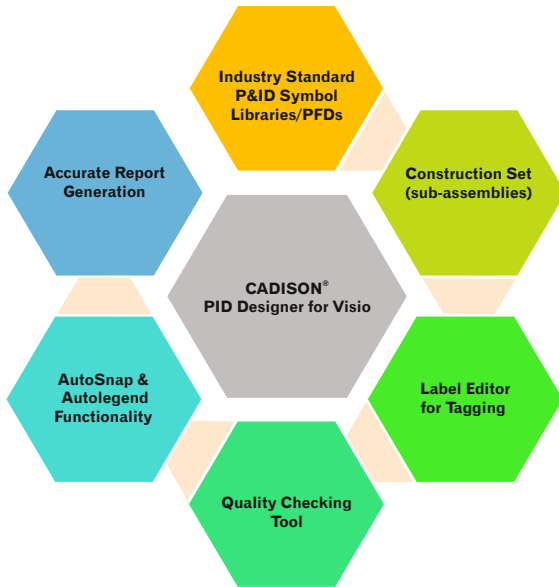 Industry Standard
P&ID Symbol
Libraries/PFDs
Accurate Report
Generation
Construction Set
(sub-assemblies)
CADISON®
PID Designer for Visio
AutoSnap &
Autolegend
Functionality
Label Editor
for Tagging
Quality Checking
Tool